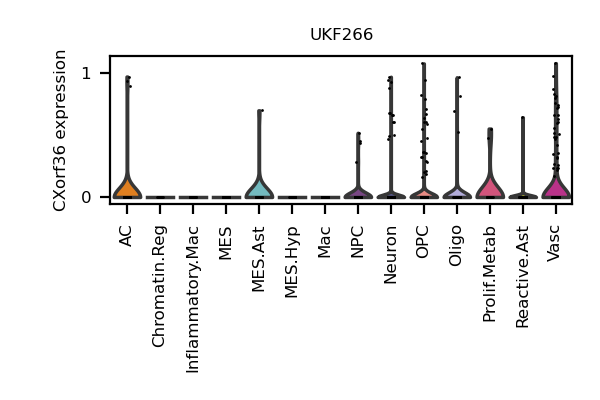 UKF266
CXorf36 expression
1
0
AC
Chromatin.Reg
Inflammatory.Mac
MES
MES.Ast
MES.Hyp
Mac
NPC
Neuron
OPC
Oligo
Prolif.Metab
Reactive.Ast
Vasc